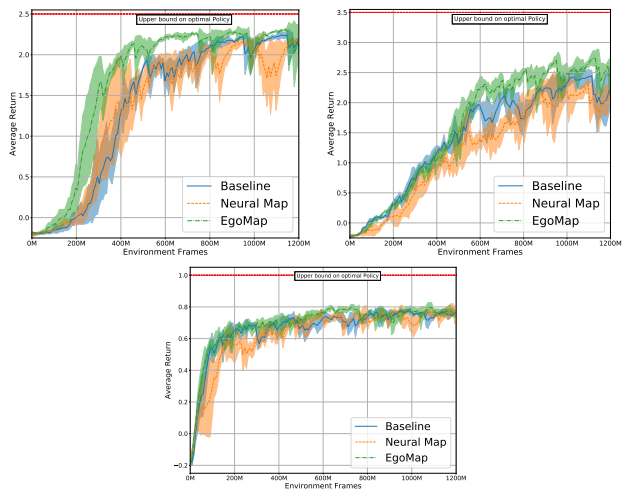 Upper bound on optimal Policy
2.5
2.0
1.5
1.0
0.5
0.0
Average Return
Baseline
Neural Map
EgoMap
0M 200M 400M 600M 800M 1000M 1200M
Environment Frames
Upper bound on optimal Policy
3.5
3.0
2.5
2.0
1.5
1.0
0.5
0.0
Average Return
Baseline
Neural Map
EgoMap
0M 200M 400M 600M 800M 1000M 1200M
Environment Frames
Upper bound on optimal Policy
1.0
0.8
0.6
0.4
0.2
0.0
−0.2
Average Return
Baseline
Neural Map
EgoMap
0M 200M 400M 600M 800M 1000M 1200M
Environment Frames